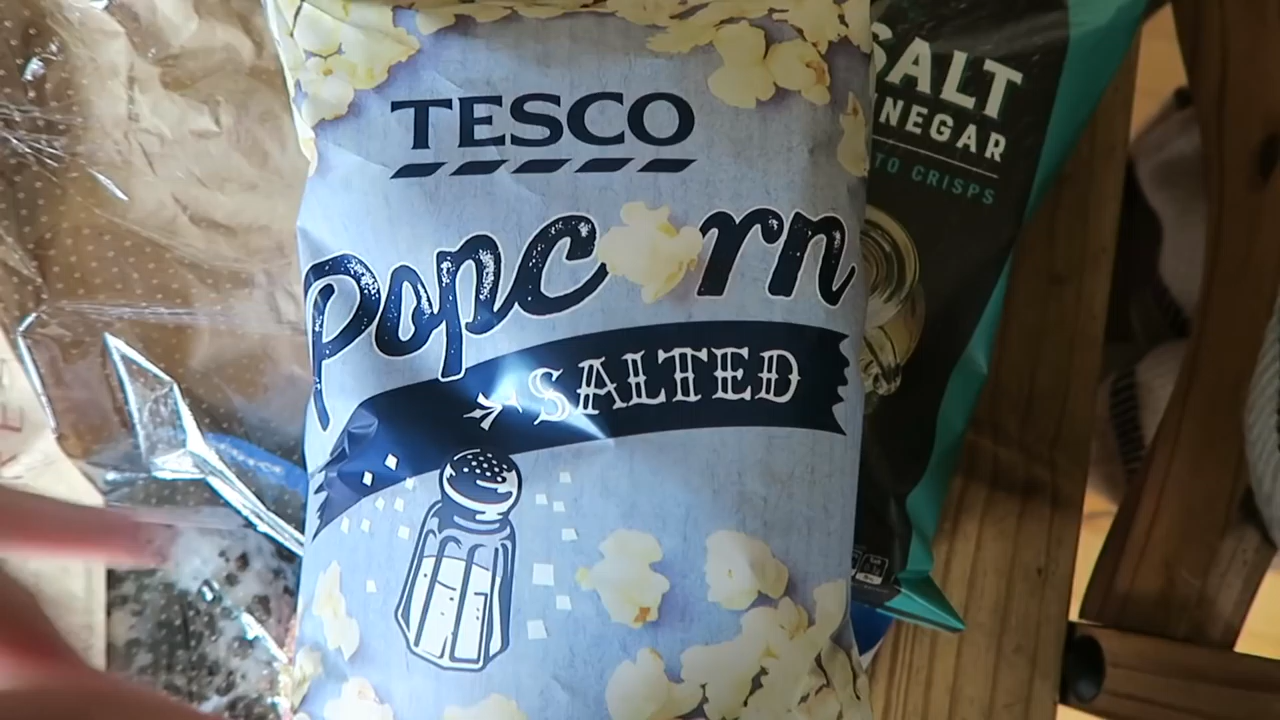 TESCO
Popcorn
SALTED
SALT
NEGAR
TO CRISPS